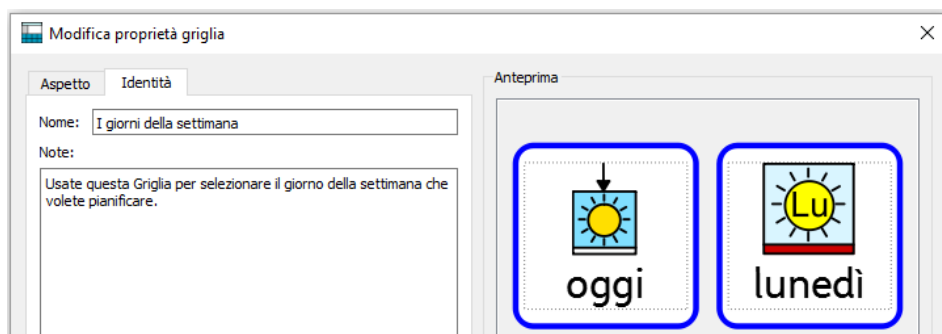 Modifica proprietà griglia
Aspetto
Identità
Nome:
I giorni della settimana
Note:
Usate questa Griglia per selezionare il giorno della settimana che
volete pianificare.
Anteprima
oggi
Lu
lunedì